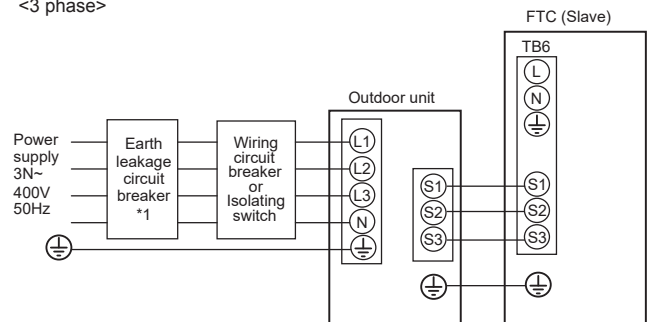 <3 phase>
FTC (Slave)
TB6
L
N
Outdoor unit
Power
supply
3N~
400V
50Hz
Earth
leakage
circuit
breaker
*1
Wiring
circuit
breaker
or
Isolating
switch
L1
L2
L3
N
S1
S2
S3
S1
S2
S3